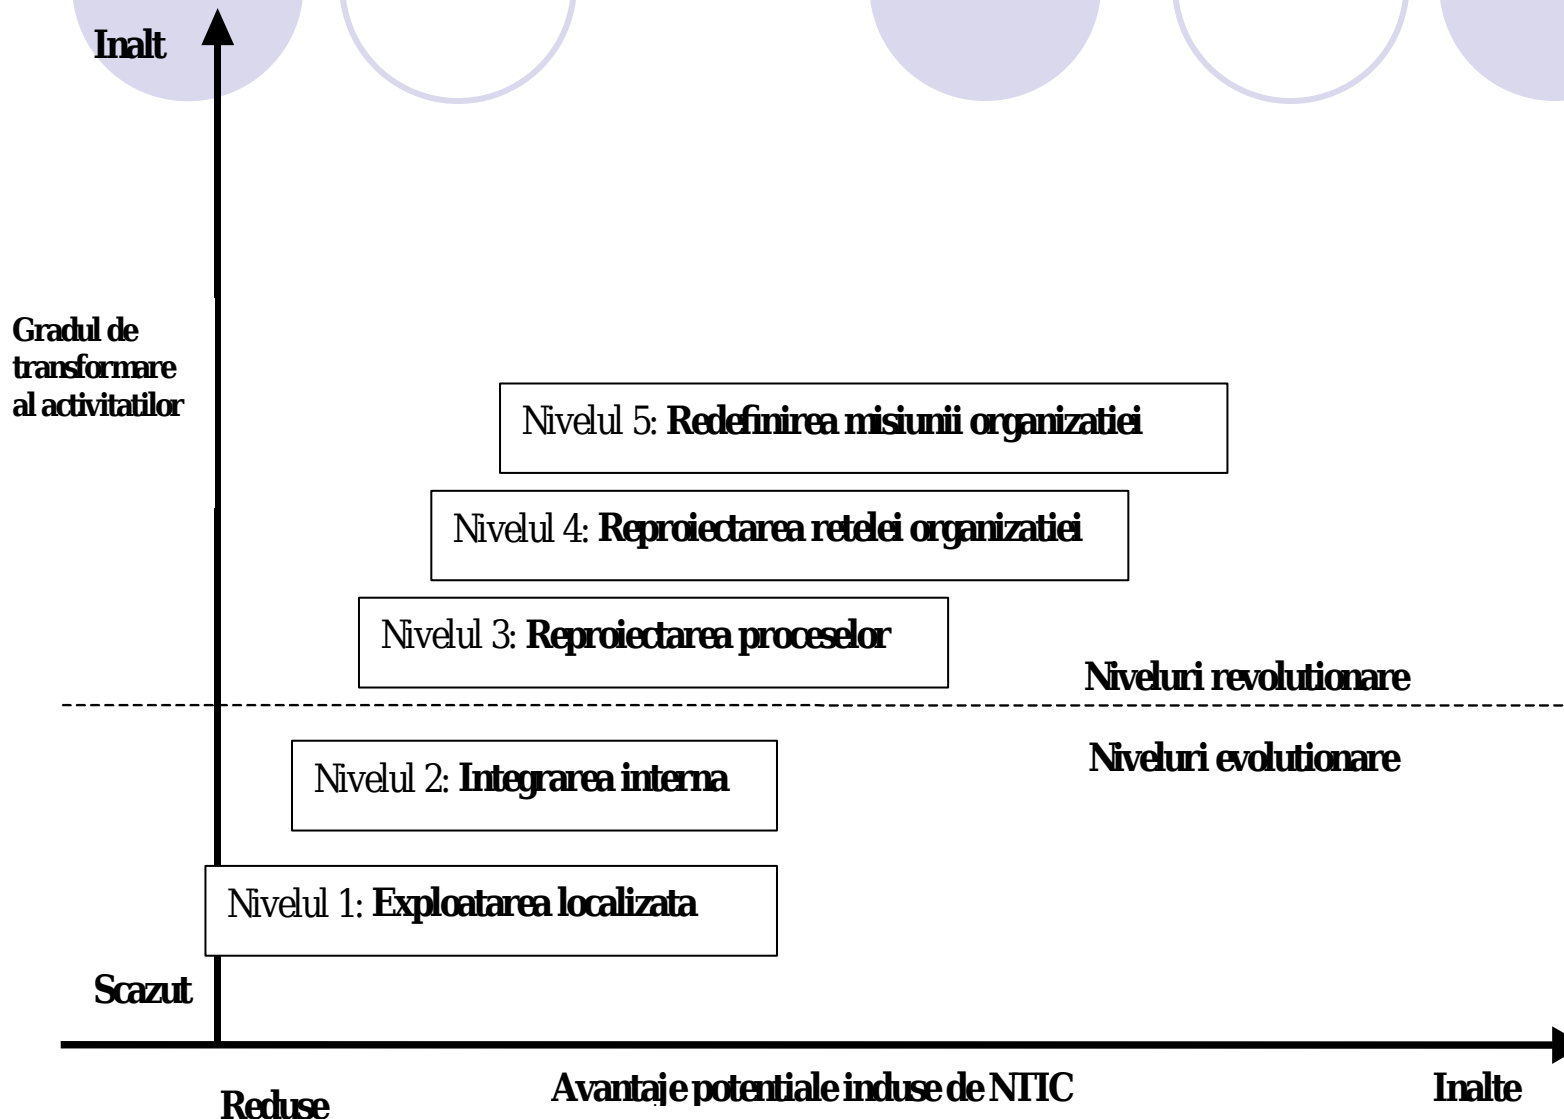 Inalt
Gradul de
transformare
al activitatilor
Nivelul 5: Redefinirea misiunii organizatiei
Nivelul 4: Reproiectarea retelei organizatiei
Nivelul 3: Reproiectarea proceselor
Niveluri revolutionare
Niveluri evolutionare
Nivelul 2: Integrarea interna
Nivelul 1: Exploatarea localizata
Scazut
Reduse
Avantaje potentiale induse de NTIC
Inalte